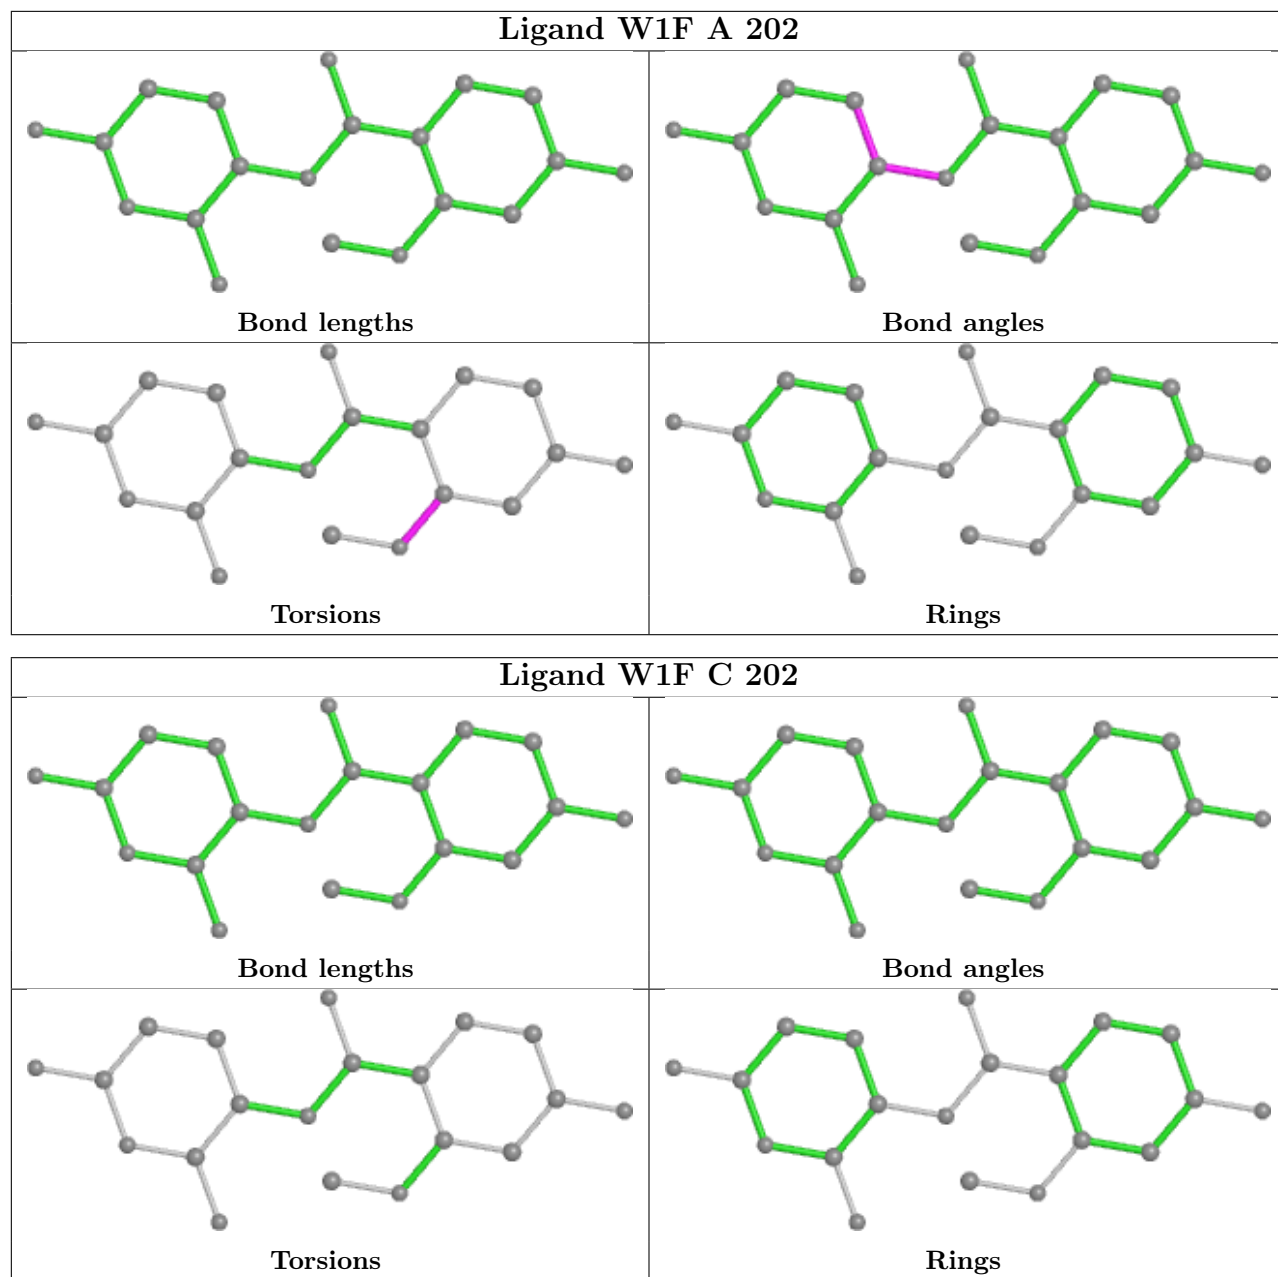 Ligand W1F A 202
Bond lengths
Bond angles
Torsions
Rings
Ligand W1F C 202
Bond lengths
Bond angles
Torsions
Rings